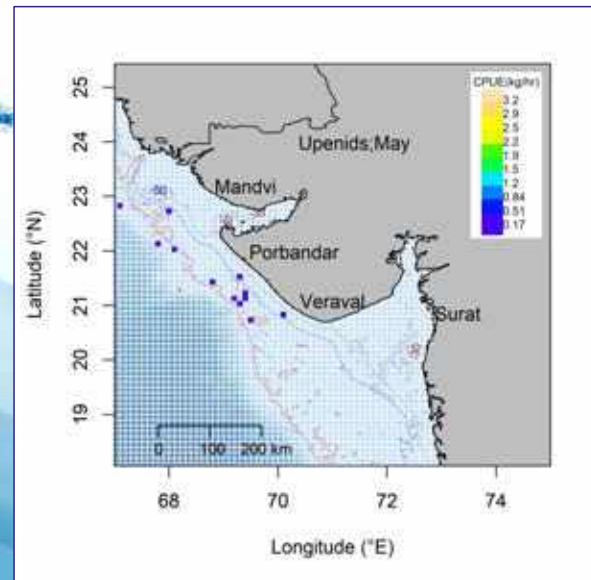 CPUE(kg/hr)
3.2
2.9
2.5
2.2
1.9
1.5
1.2
0.84
0.51
0.17
Upenids;May
Mandvi
Porbandar
Veraval
Surat
-50
0 100 200 km
25
24
23
22
21
20
19
Latitude (°N)
68 70 72 74
Longitude (°E)